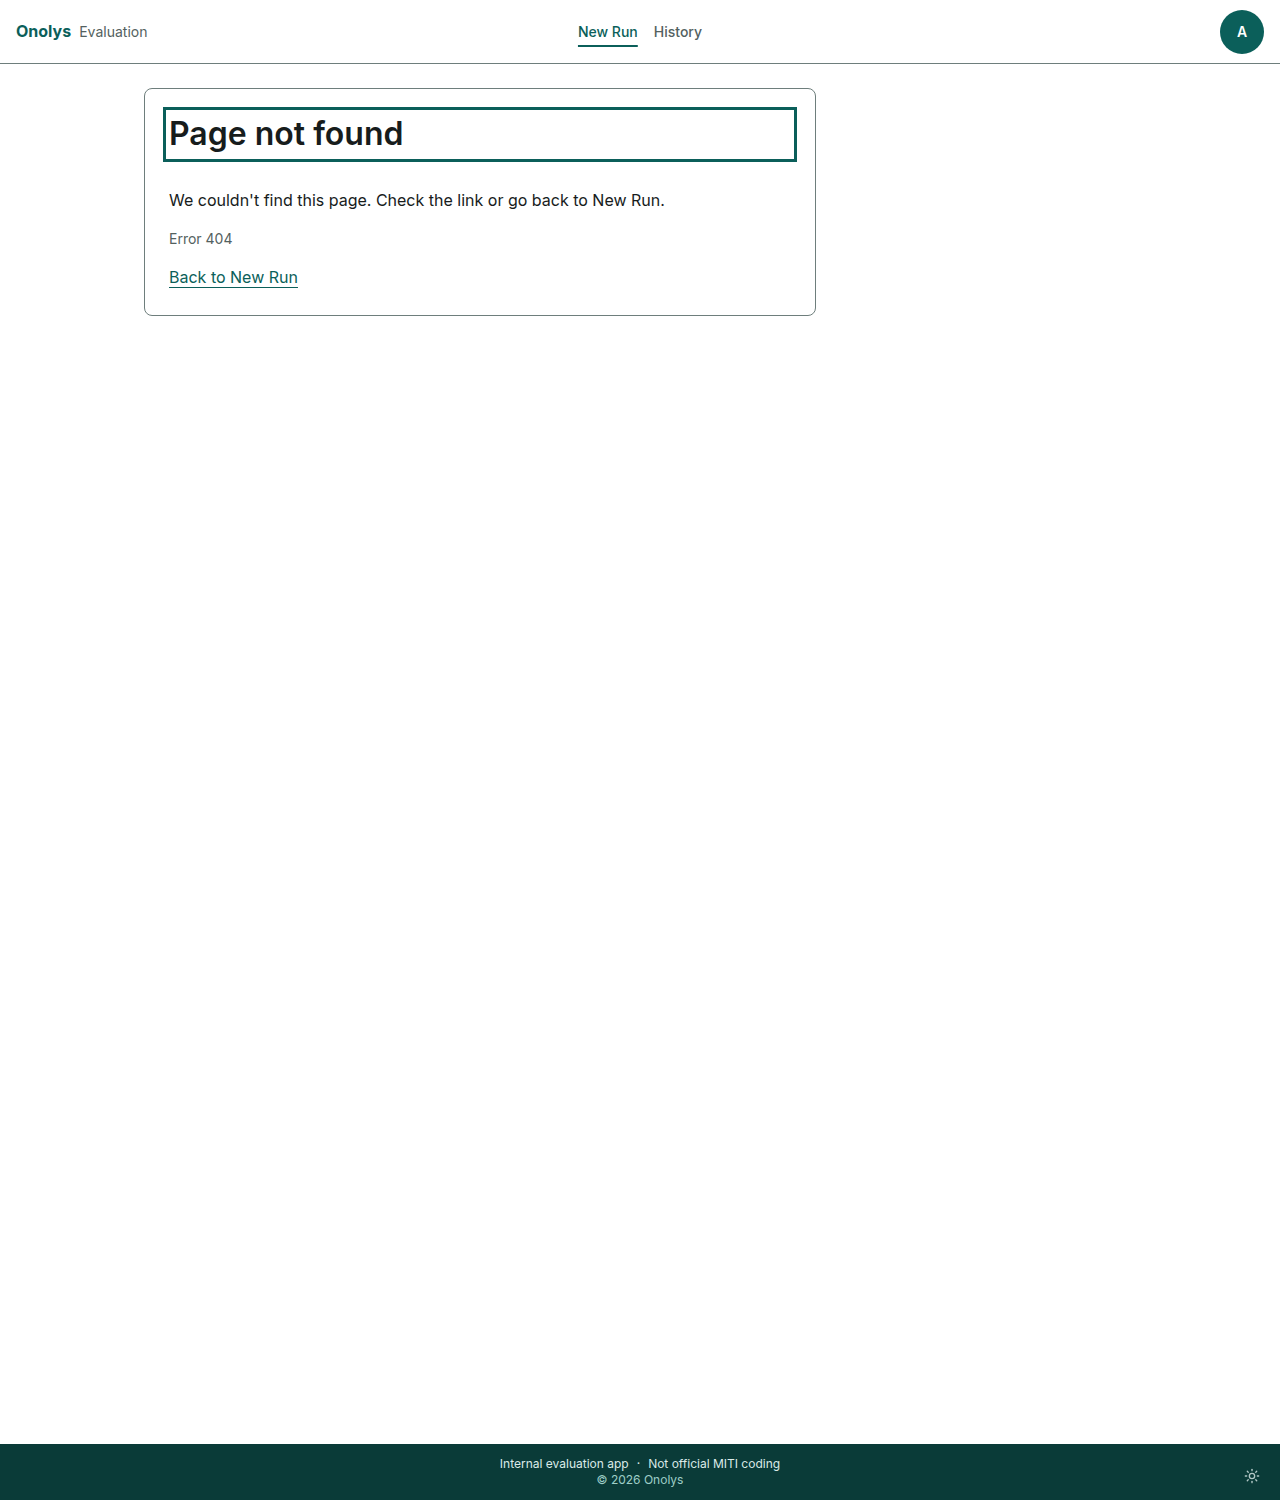 Onolys Evaluation
New Run
History
A
Page not found
We couldn't find this page. Check the link or go back to New Run.
Error 404
Back to New Run
Internal evaluation app · Not official MITI coding
© 2026 Onolys